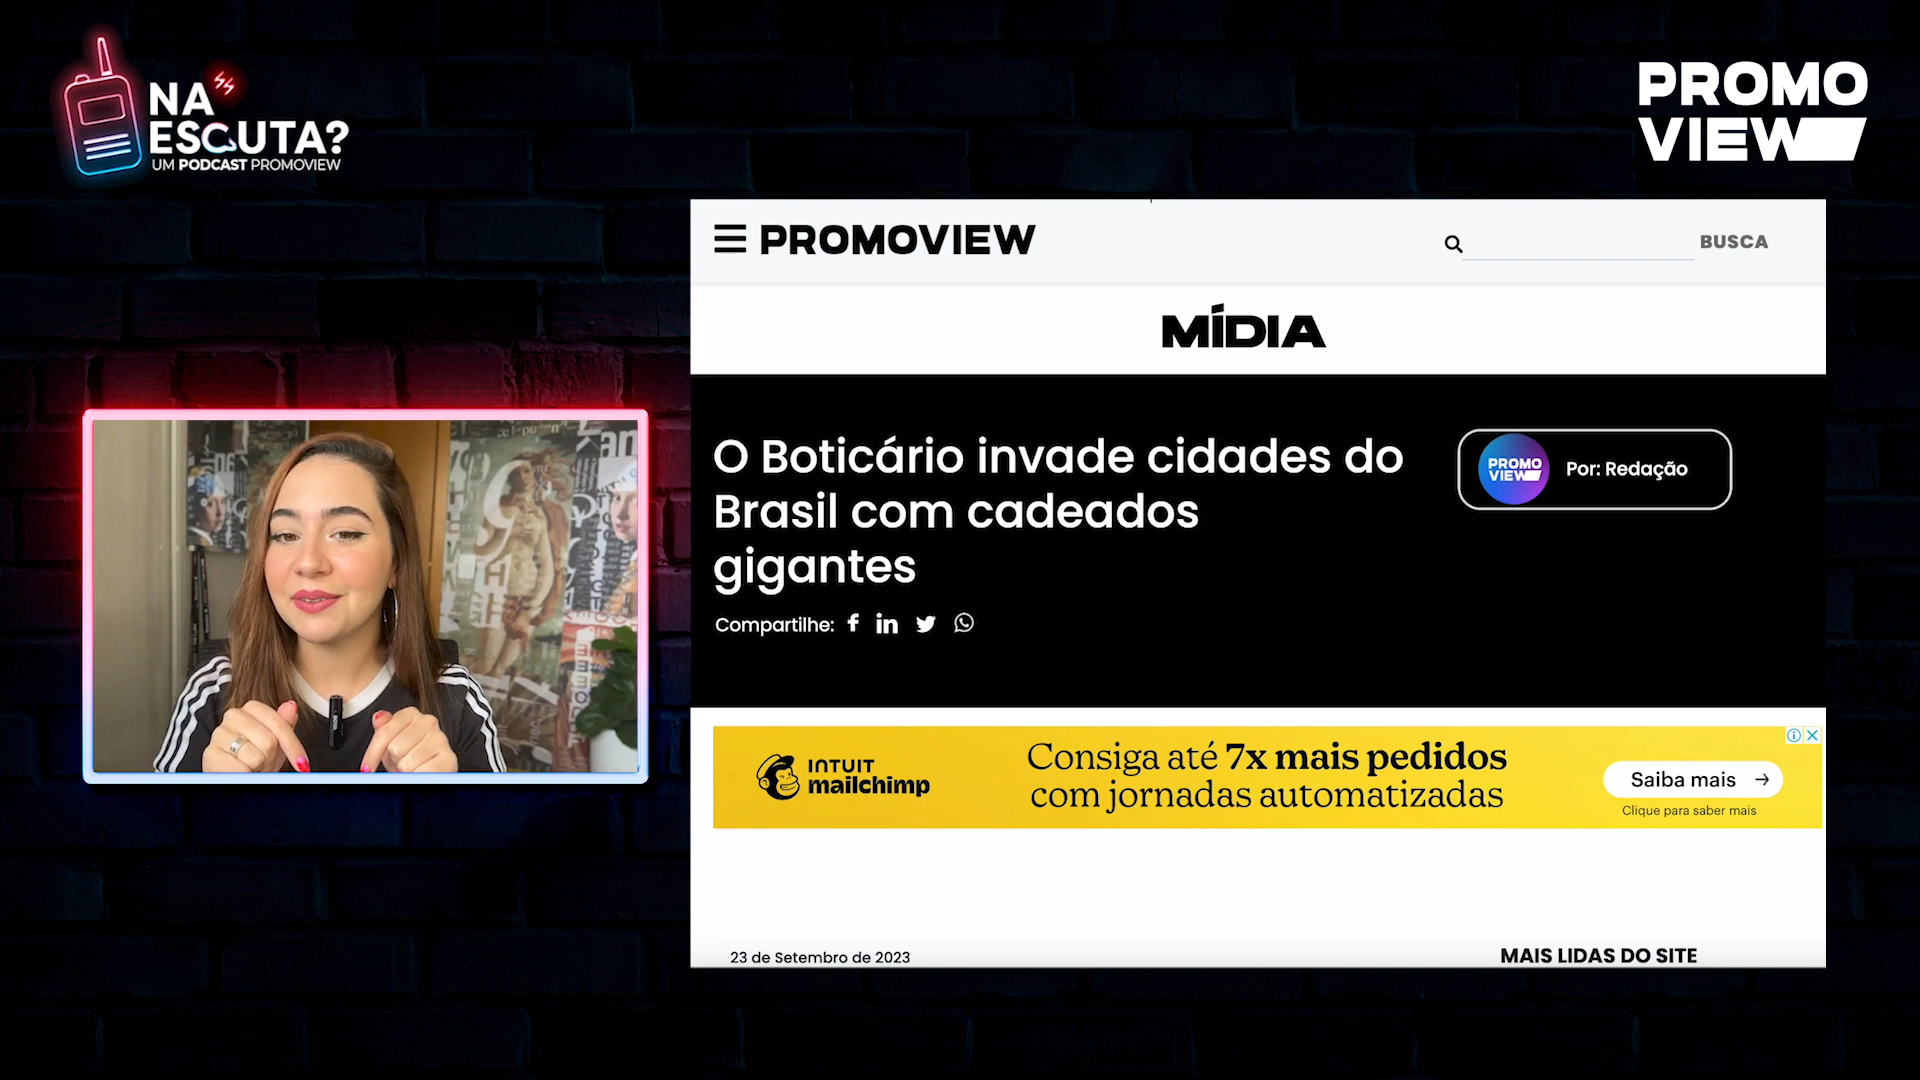 NA
ESCUTA?
UM PODCAST PROMOVIEW
PROMO
VIEW
PROMOVIEW
BUSCA
MÍDIA
O Boticário invade cidades do
Brasil com cadeados
gigantes
PROMO
VIEW
Por: Redação
Compartilhe:
INTUIT
mailchimp
Consiga até 7x mais pedidos
com jornadas automatizadas
Saiba mais →
Clique para saber mais
23 de Setembro de 2023
MAIS LIDAS DO SITE